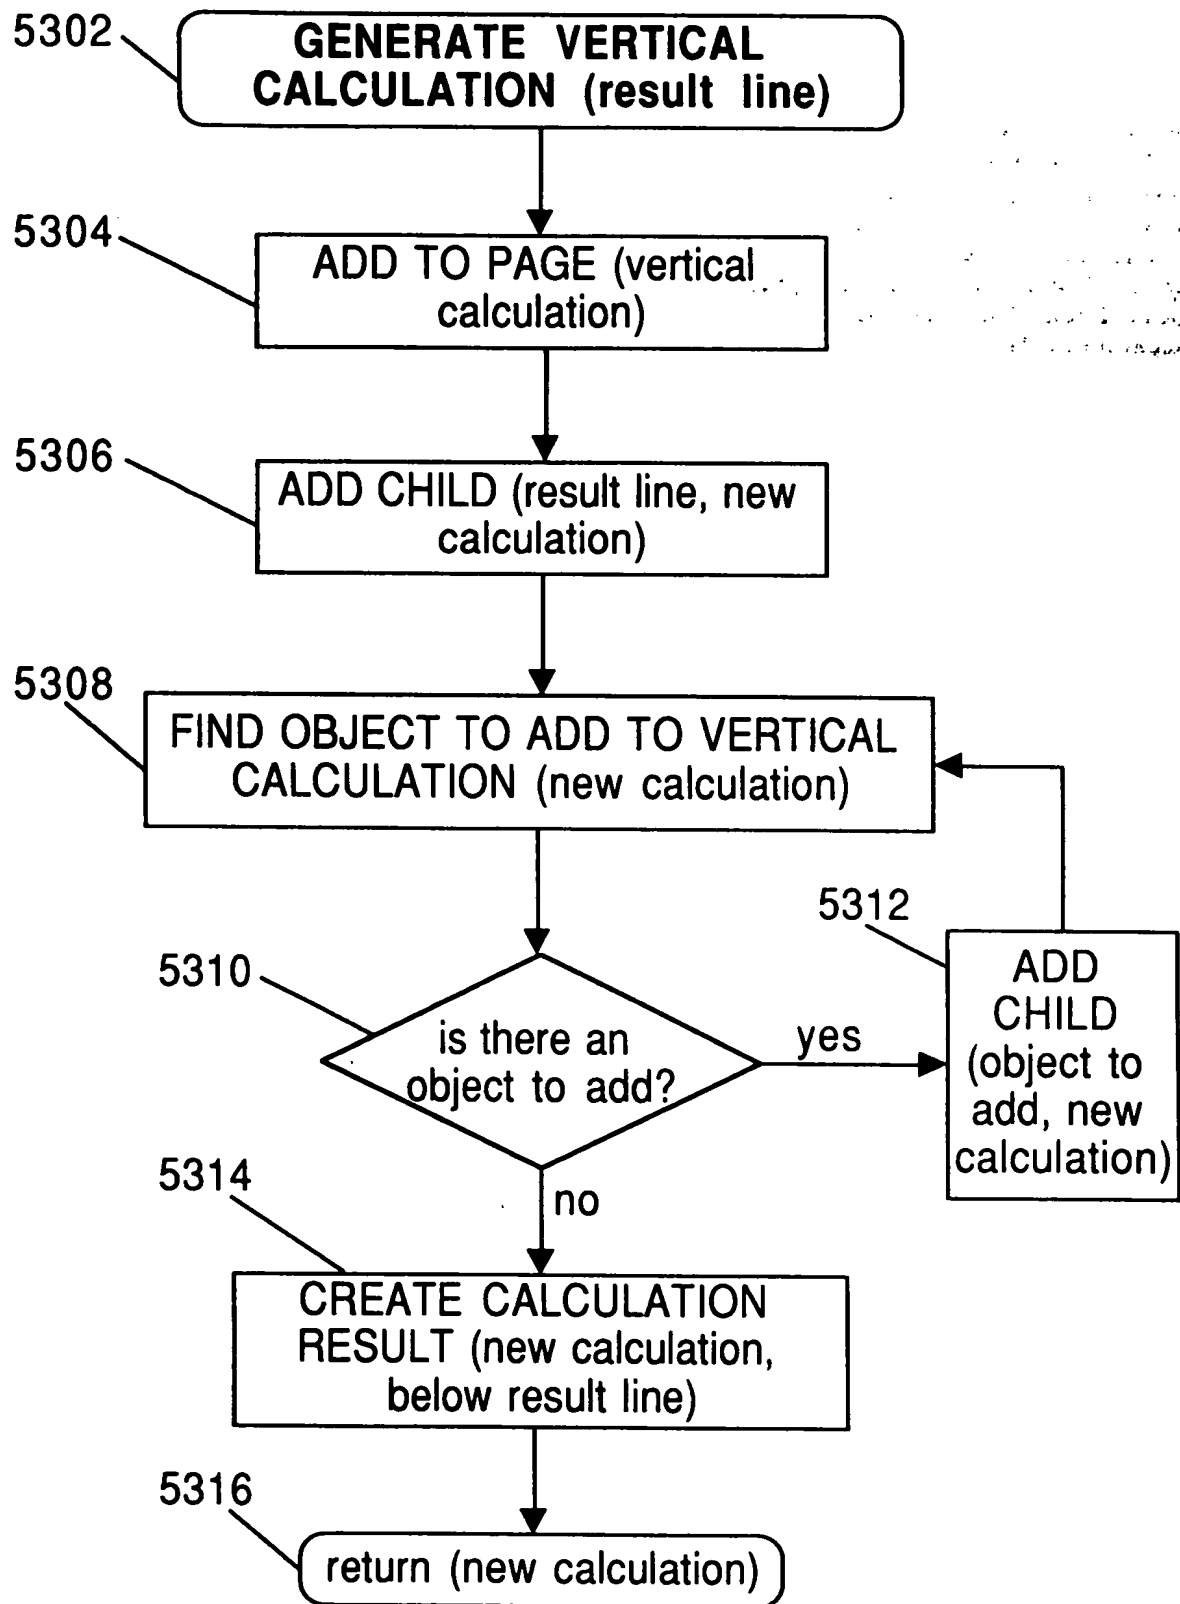 5302
GENERATE VERTICAL
CALCULATION (result line)
5304
ADD TO PAGE (vertical
calculation)
5306
ADD CHILD (result line, new
calculation)
5308
FIND OBJECT TO ADD TO VERTICAL
CALCULATION (new calculation)
5310
is there an
object to add?
yes
5312
ADD
CHILD
(object to
add, new
calculation)
no
5314
CREATE CALCULATION
RESULT (new calculation,
below result line)
5316
return (new calculation)